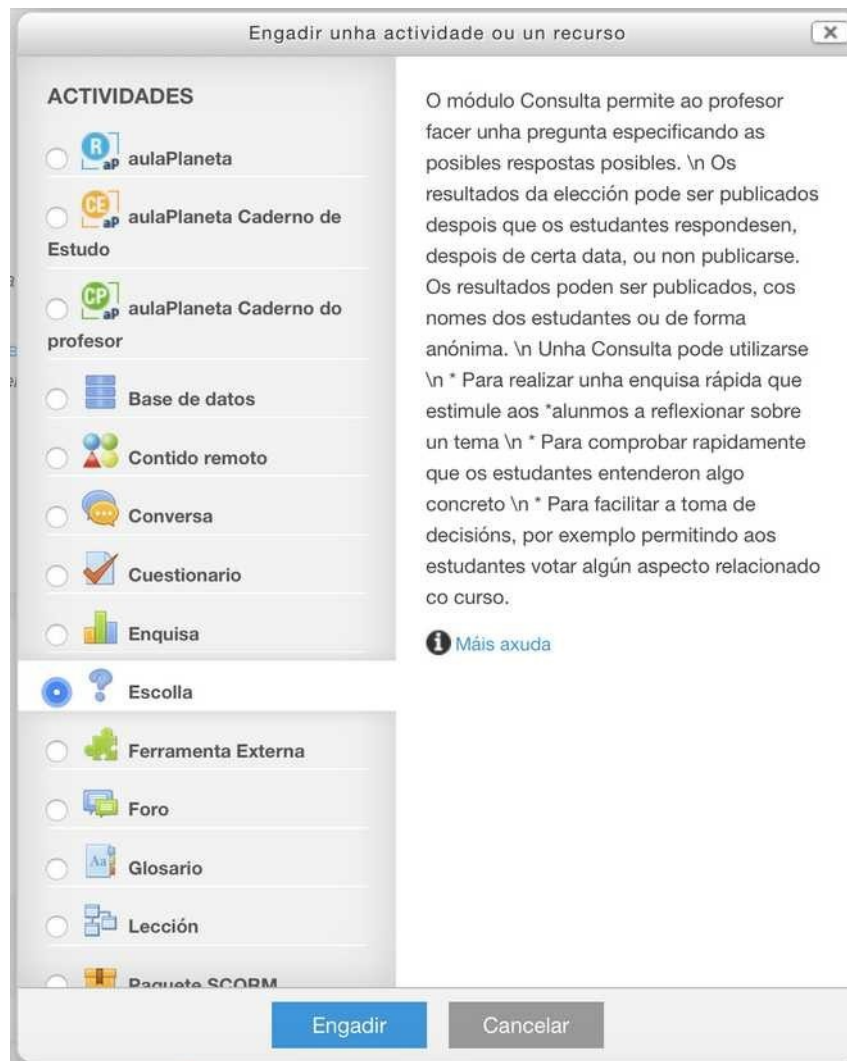 Engadir unha actividade ou un recurso
ACTIVIDADES
R aP aulaPlaneta
CE aP aulaPlaneta Caderno de
Estudo
CP aP aulaPlaneta Caderno do
profesor
Base de datos
Contido remoto
Conversa
Cuestionario
Enquisa
Escolla
Ferramenta Externa
Foro
Aa Glosario
Lección
Paquete SCORM
O módulo Consulta permite ao profesor
facer unha pregunta especificando as
posibles respostas posibles. \n Os
resultados da elección pode ser publicados
despois que os estudantes respondesen,
despois de certa data, ou non publicarse.
Os resultados poden ser publicados, cos
nomes dos estudantes ou de forma
anónima. \n Unha Consulta pode utilizarse
\n * Para realizar unha enquisa rápida que
estimule aos *alunmos a reflexionar sobre
un tema \n * Para comprobar rapidamente
que os estudantes entenderon algo
concreto \n * Para facilitar a toma de
decisións, por exemplo permitindo aos
estudantes votar algún aspecto relacionado
co curso.
Máis axuda
Engadir
Cancelar